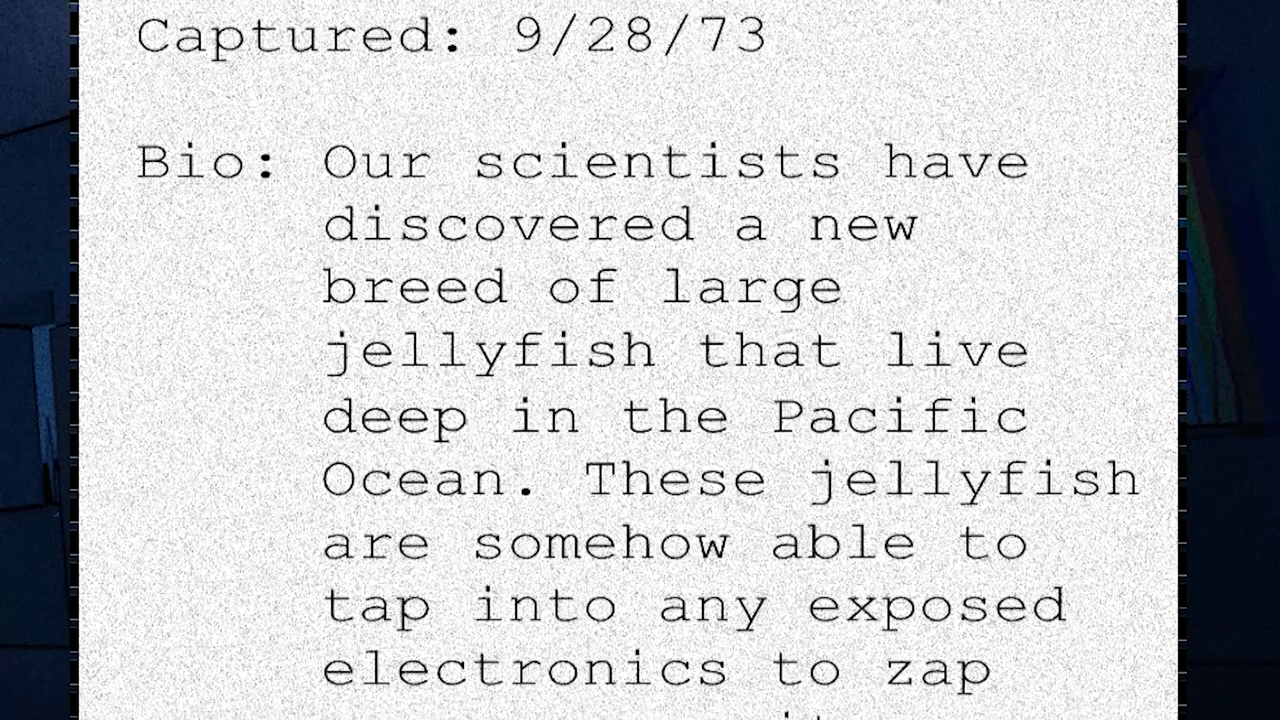 Captured: 9/28/73
Bio: Our scientists have
discovered a new
breed of large
jellyfish that live
deep in the Pacific
Ocean. These jellyfish
are somehow able to
tap into any exposed
electronics to zap